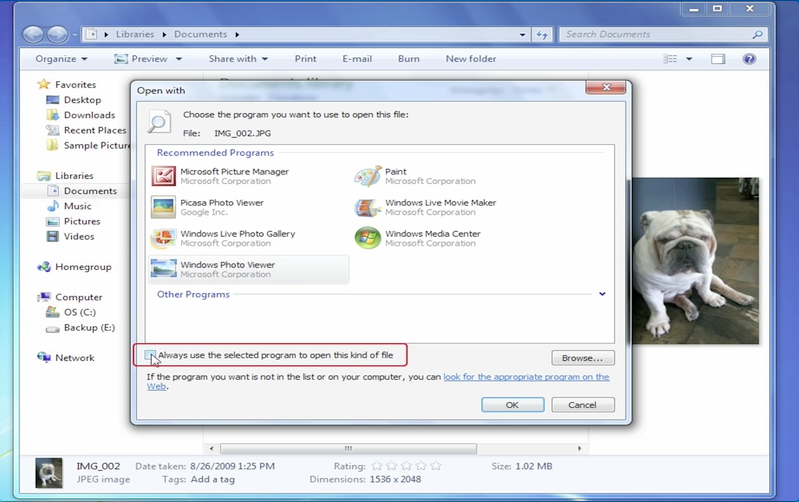 Libraries ▸ Documents ▸
Search Documents
Organize Preview Share with Print E-mail Burn New folder
Favorites
Desktop
Downloads
Recent Places
Sample Picture
Libraries
Documents
Music
Pictures
Videos
Homegroup
Computer
OS (C:)
Backup (E:)
Network
Documents library
Open with
Choose the program you want to use to open this file:
File: IMG_002.JPG
Recommended Programs
Microsoft Picture Manager
Microsoft Corporation
Paint
Microsoft Corporation
Picasa Photo Viewer
Google Inc.
Windows Live Movie Maker
Microsoft Corporation
Windows Live Photo Gallery
Microsoft Corporation
Windows Media Center
Microsoft Corporation
Windows Photo Viewer
Microsoft Corporation
Other Programs
Always use the selected program to open this kind of file
Browse...
If the program you want is not in the list or on your computer, you can look for the appropriate program on the
Web.
OK Cancel
IMG_002 Date taken: 8/26/2009 1:25 PM Rating: Size: 1.02 MB
JPEG image Tags: Add a tag Dimensions: 1536 x 2048